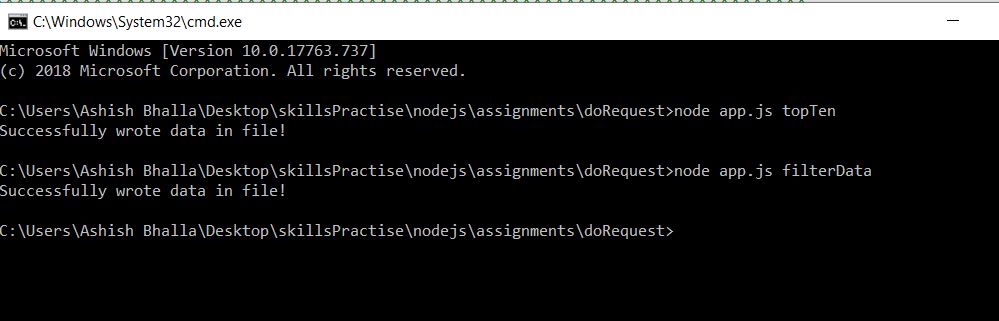 C:\Windows\System32\cmd.exe
Microsoft Windows [Version 10.0.17763.737]
(c) 2018 Microsoft Corporation. All rights reserved.
C:\Users\Ashish Bhalla\Desktop\skillsPractise\nodejs\assignments\doRequest>node app.js topTen
Successfully wrote data in file!
C:\Users\Ashish Bhalla\Desktop\skillsPractise\nodejs\assignments\doRequest>node app.js filterData
Successfully wrote data in file!
C:\Users\Ashish Bhalla\Desktop\skillsPractise\nodejs\assignments\doRequest>